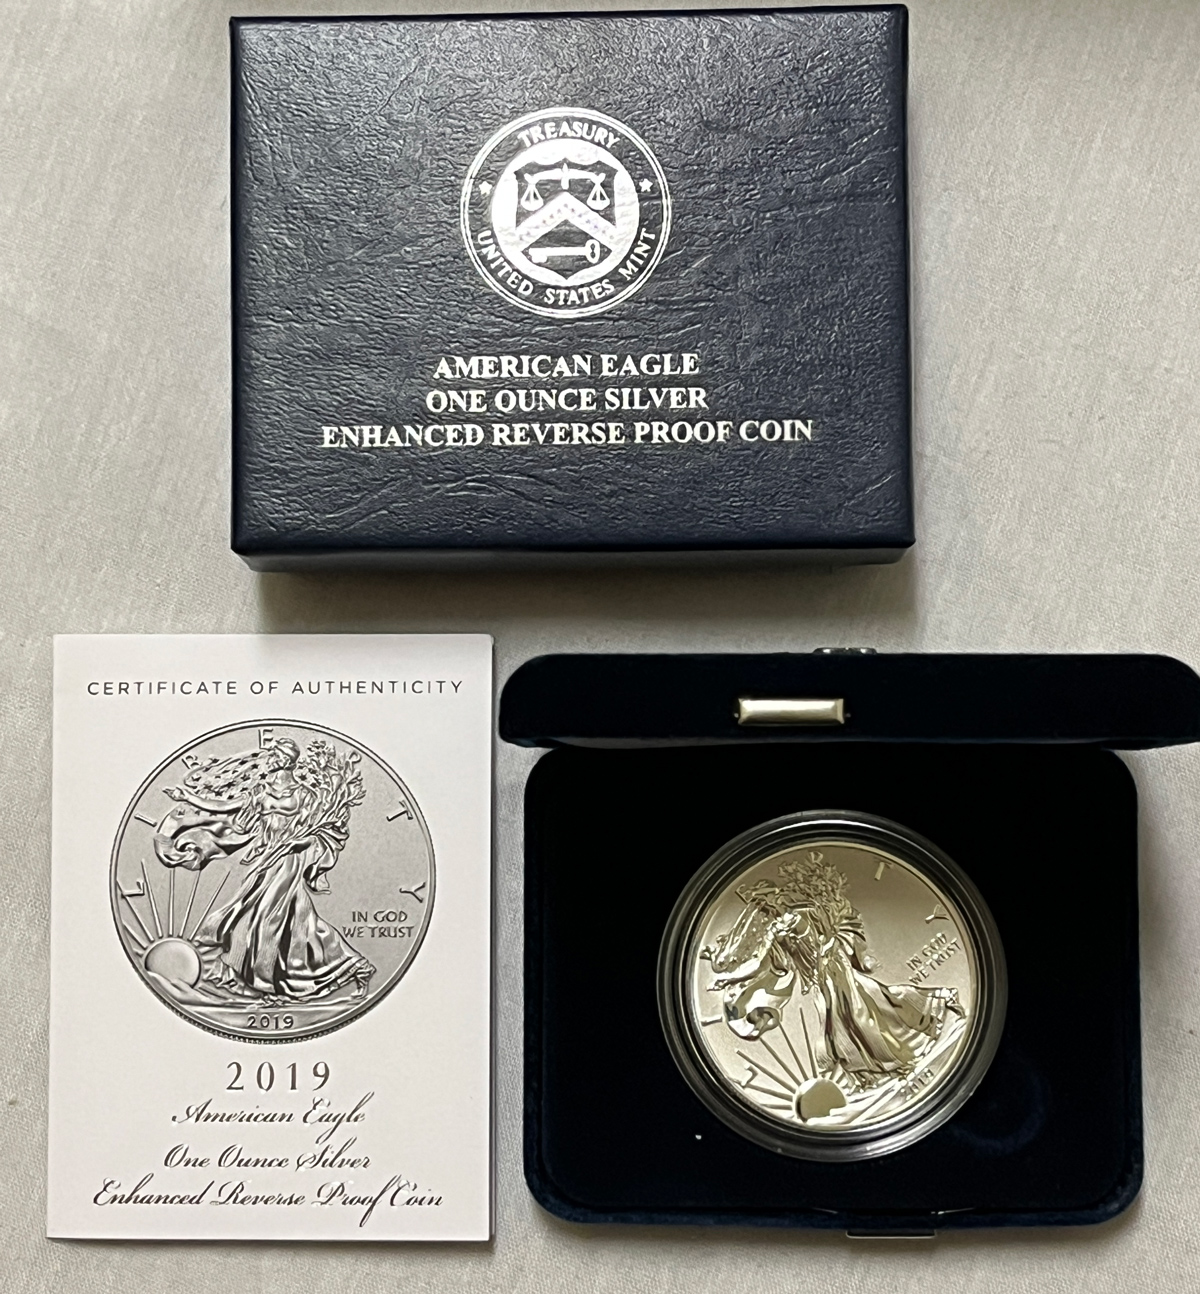 TREASURY
UNITED STATES MINT
AMERICAN EAGLE
ONE OUNCE SILVER
ENHANCED REVERSE PROOF COIN
CERTIFICATE OF AUTHENTICITY
LIBERTY
IN GOD
WE TRUST
2019
2019
American Eagle
One Ounce Silver
Enhanced Reverse Proof Coin
LIBERTY
IN GOD
WE TRUST
2019